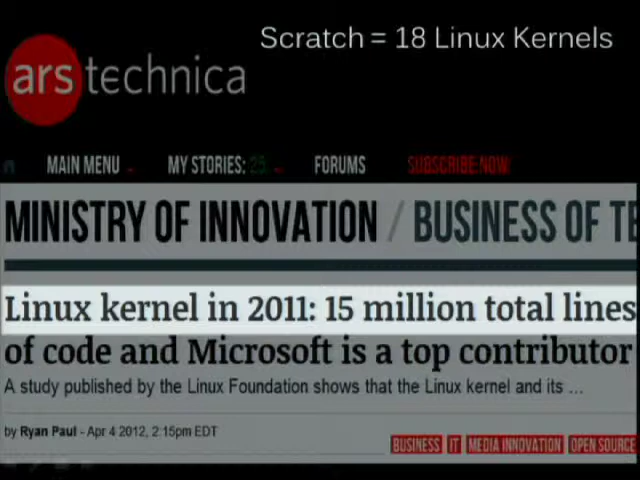 Scratch = 18 Linux Kernels
ars technica
MAIN MENU MY STORIES: 25 FORUMS SUBSCRIBE NOW
MINISTRY OF INNOVATION / BUSINESS OF TE
Linux kernel in 2011: 15 million total lines
of code and Microsoft is a top contributor
A study published by the Linux Foundation shows that the Linux kernel and its ...
by Ryan Paul - Apr 4 2012, 2:15pm EDT
BUSINESS IT MEDIA INNOVATION OPEN SOURCE